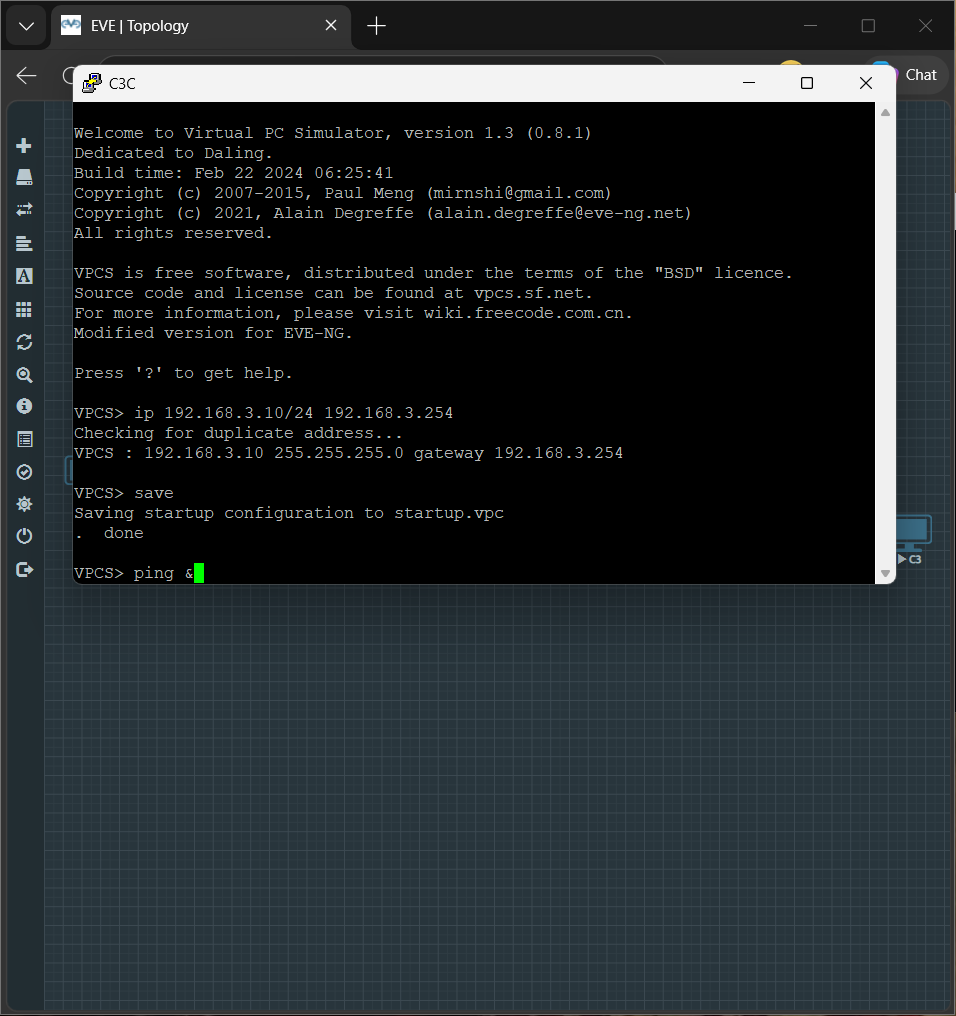 EVE | Topology
Chat
C3C
Welcome to Virtual PC Simulator, version 1.3 (0.8.1)
Dedicated to Daling.
Build time: Feb 22 2024 06:25:41
Copyright (c) 2007-2015, Paul Meng (mirnshi@gmail.com)
Copyright (c) 2021, Alain Degreffe (alain.degreffe@eve-ng.net)
All rights reserved.
VPCS is free software, distributed under the terms of the "BSD" licence.
Source code and license can be found at vpcs.sf.net.
For more information, please visit wiki.freecode.com.cn.
Modified version for EVE-NG.
Press '?' to get help.
VPCS> ip 192.168.3.10/24 192.168.3.254
Checking for duplicate address...
VPCS : 192.168.3.10 255.255.255.0 gateway 192.168.3.254
VPCS> save
Saving startup configuration to startup.vpc
.  done
VPCS> ping &
C3